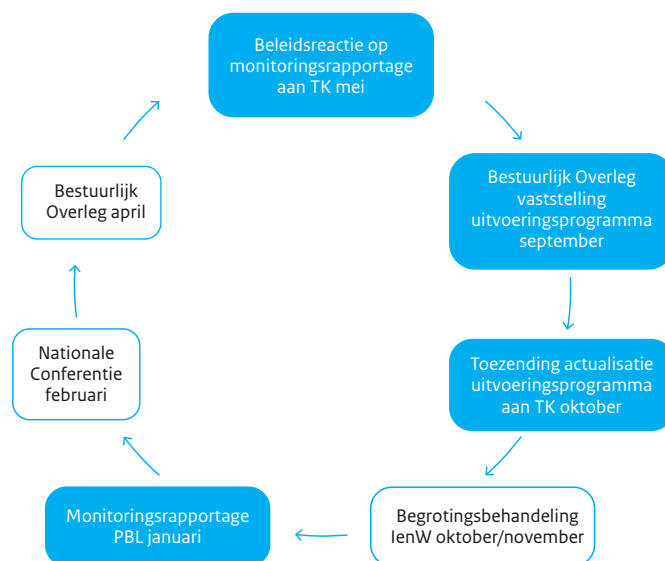 Beleidsreactie op
monitoringsrapportage
aan TK mei
Bestuurlijk Overleg
vaststelling
uitvoeringsprogramma
september
Toezending actualisatie
uitvoeringsprogramma
aan TK oktober
Begrotingsbehandeling
IenW oktober/november
Monitoringsrapportage
PBL januari
Nationale
Conferentie
februari
Bestuurlijk
Overleg april